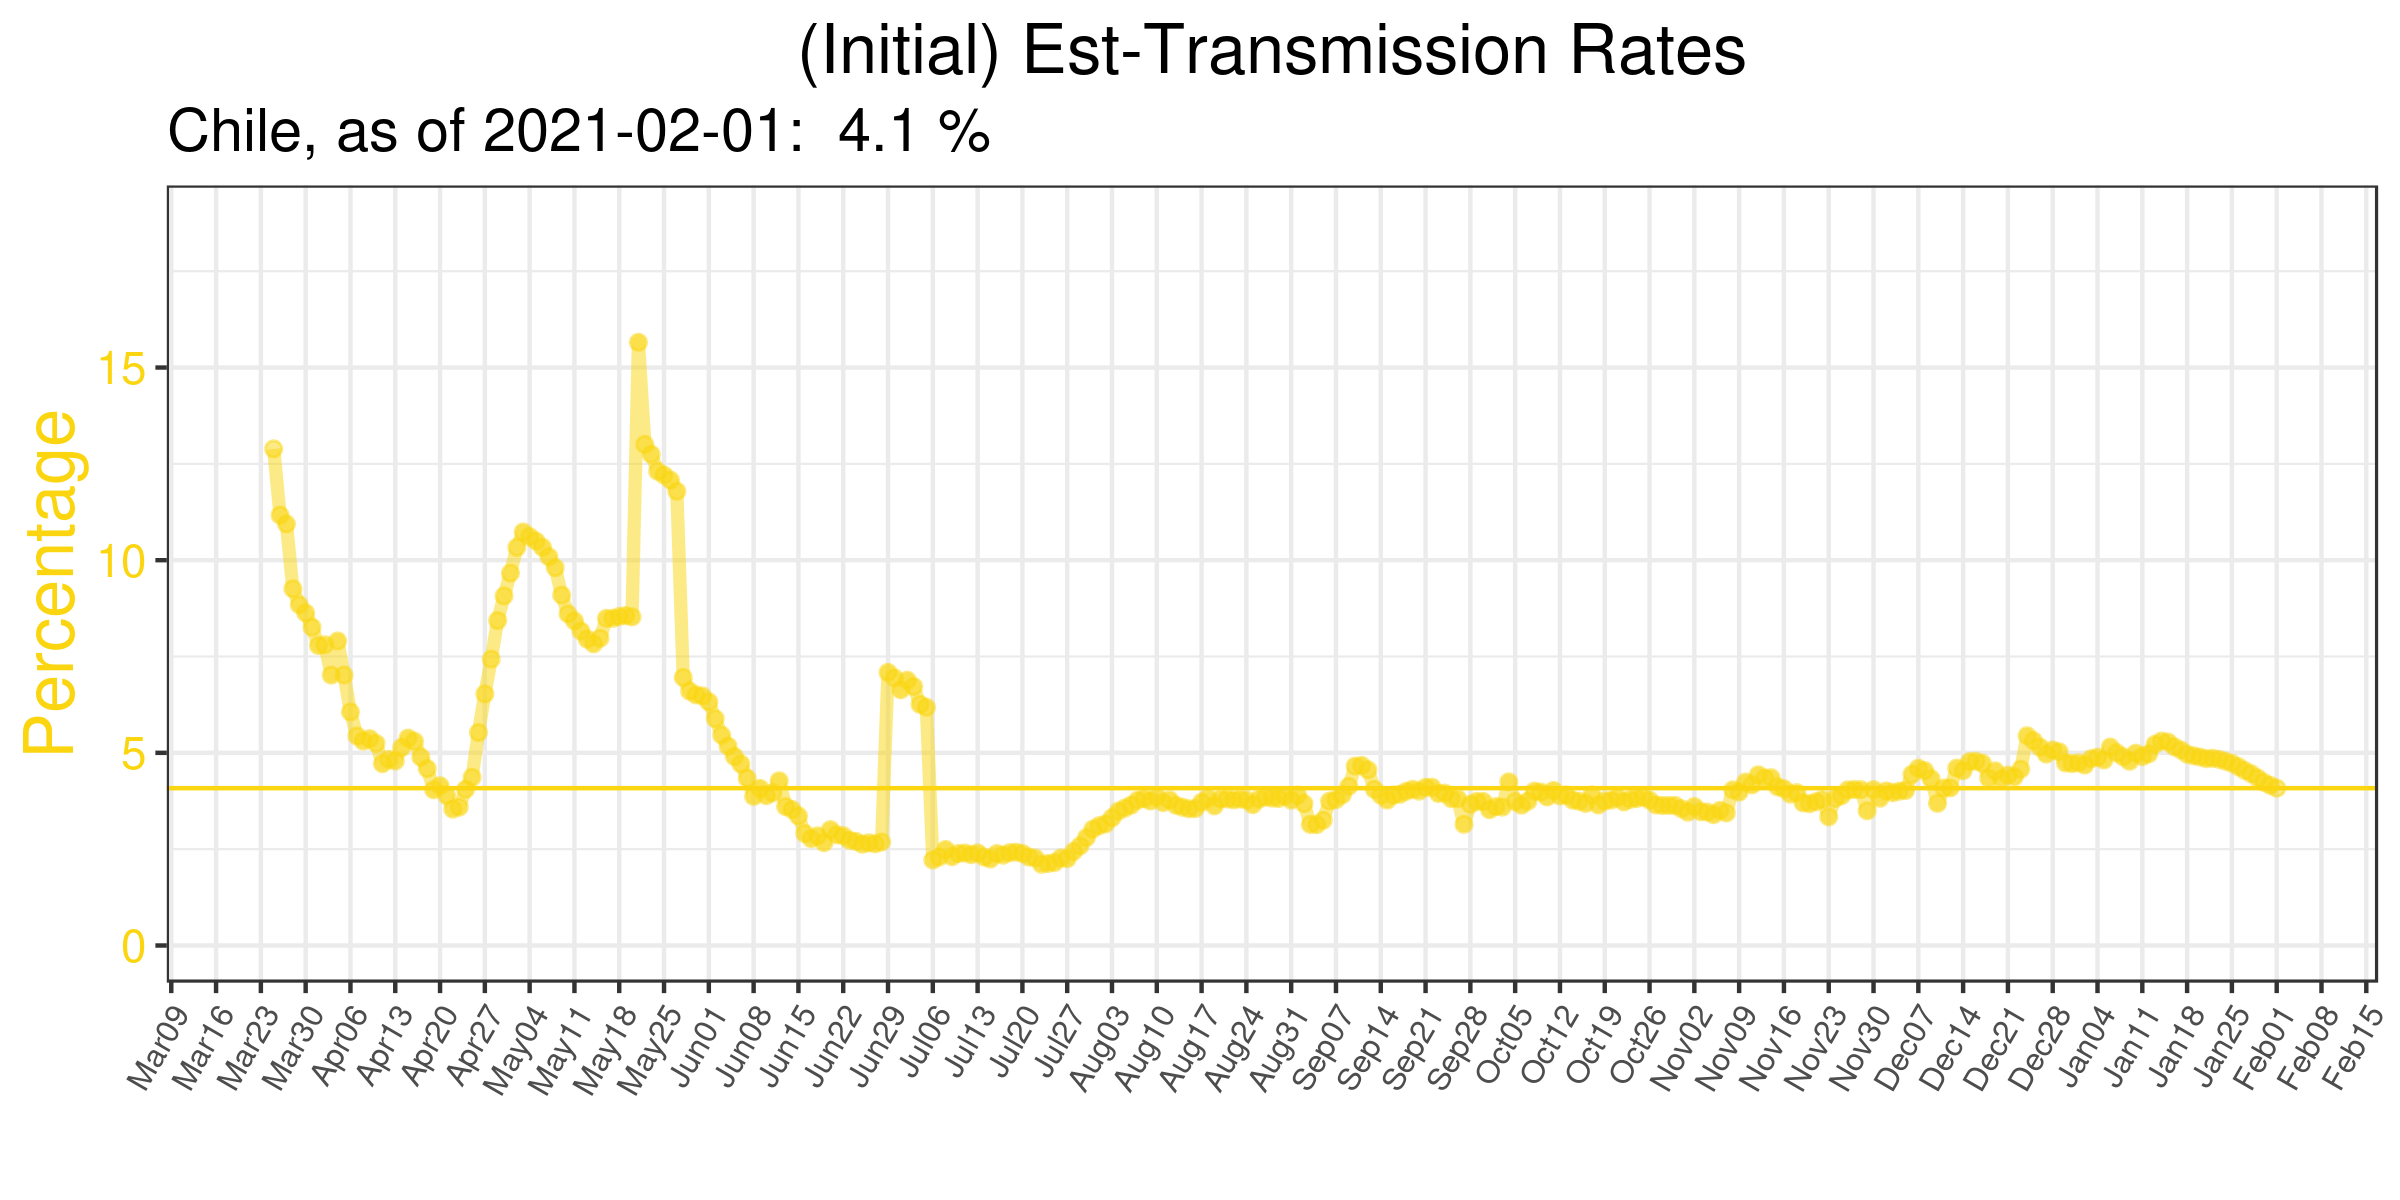 (Initial) Est-Transmission Rates
Chile, as of 2021-02-01:  4.1 %
Percentage
15
10
5
0
Mar09
Mar16
Mar23
Mar30
Apr06
Apr13
Apr20
Apr27
May04
May11
May18
May25
Jun01
Jun08
Jun15
Jun22
Jun29
Jul06
Jul13
Jul20
Jul27
Aug03
Aug10
Aug17
Aug24
Aug31
Sep07
Sep14
Sep21
Sep28
Oct05
Oct12
Oct19
Oct26
Nov02
Nov09
Nov16
Nov23
Nov30
Dec07
Dec14
Dec21
Dec28
Jan04
Jan11
Jan18
Jan25
Feb01
Feb08
Feb15